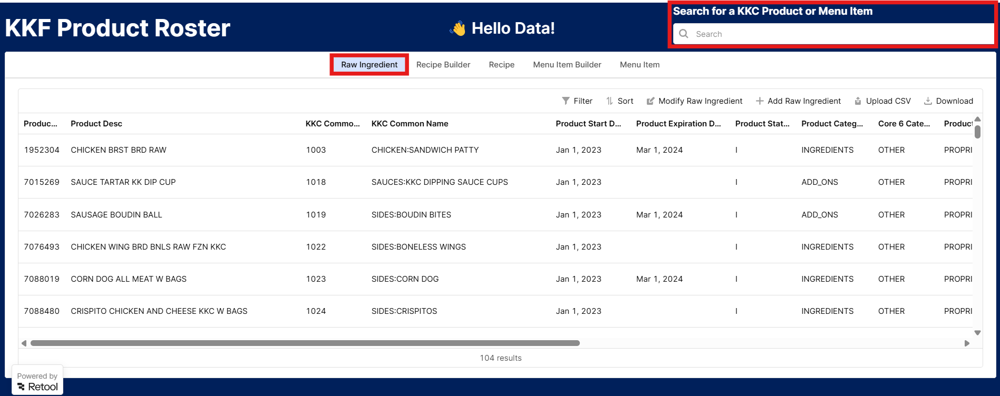 KKF Product Roster
👋 Hello Data!
Search for a KKC Product or Menu Item
Search
Raw Ingredient Recipe Builder Recipe Menu Item Builder Menu Item
Filter Sort Modify Raw Ingredient Add Raw Ingredient Upload CSV Download
Produc... Product Desc KKC Commo... KKC Common Name Product Start D... Product Expiration D... Product Stat... Product Categ... Core 6 Cate... Product
1952304 CHICKEN BRST BRD RAW 1003 CHICKEN:SANDWICH PATTY Jan 1, 2023 Mar 1, 2024 I INGREDIENTS OTHER PROPRI
7015269 SAUCE TARTAR KK DIP CUP 1018 SAUCES:KKC DIPPING SAUCE CUPS Jan 1, 2023 I ADD_ONS OTHER PROPRI
7026283 SAUSAGE BOUDIN BALL 1019 SIDES:BOUDIN BITES Jan 1, 2023 Mar 1, 2024 I ADD_ONS OTHER PROPRI
7076493 CHICKEN WING BRD BNLS RAW FZN KKC 1022 SIDES:BONELESS WINGS Jan 1, 2023 I INGREDIENTS OTHER PROPRI
7088019 CORN DOG ALL MEAT W BAGS 1023 SIDES:CORN DOG Jan 1, 2023 Mar 1, 2024 I INGREDIENTS OTHER PROPRI
7088480 CRISPITO CHICKEN AND CHEESE KKC W BAGS 1024 SIDES:CRISPITOS Jan 1, 2023 I INGREDIENTS OTHER PROPRI
104 results
Powered by
Retool